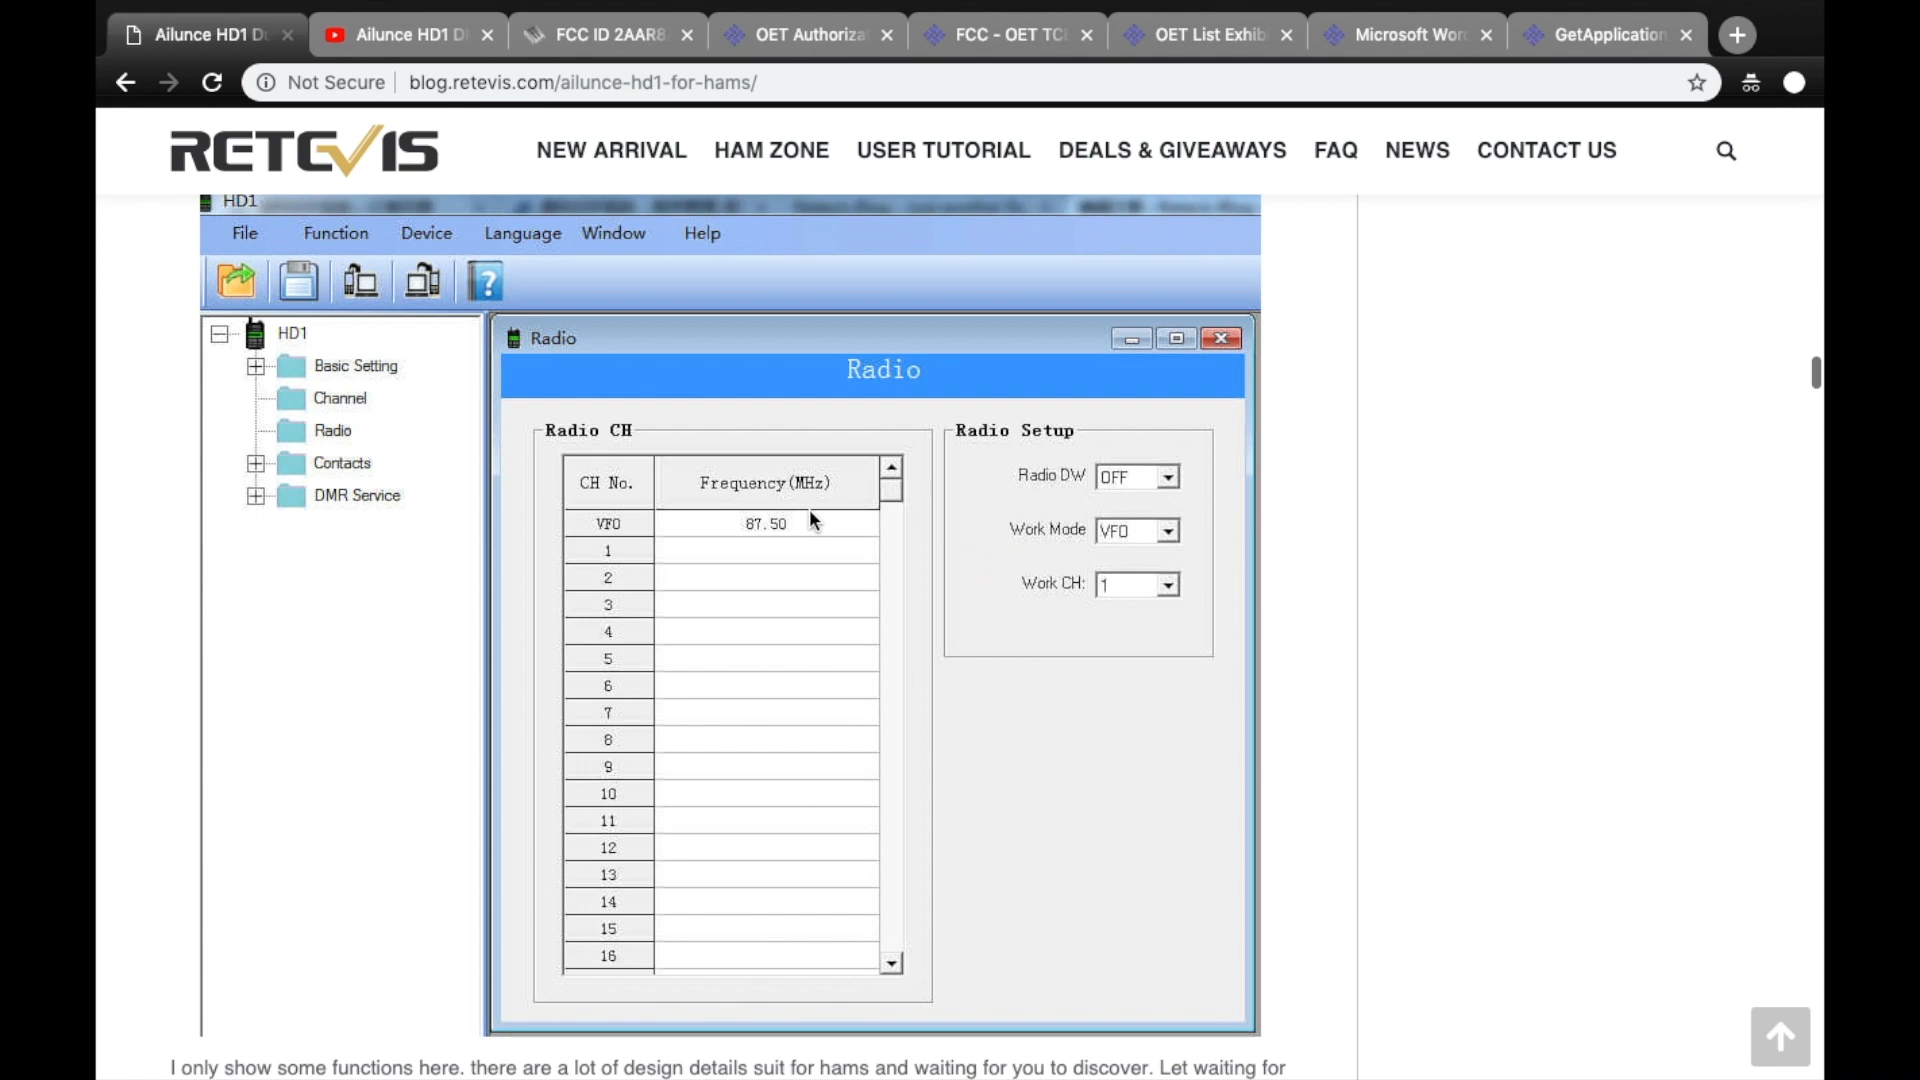 Ailunce HD1 Du
Ailunce HD1 D
FCC ID 2AAR8
OET Authoriza
FCC - OET TC
OET List Exhib
Microsoft Wor
GetApplication
Not Secure
blog.retevis.com/ailunce-hd1-for-hams/
RETEVIS
NEW ARRIVAL HAM ZONE USER TUTORIAL DEALS & GIVEAWAYS FAQ NEWS CONTACT US
HD1
File Function Device Language Window Help
HD1
Basic Setting
Channel
Radio
Contacts
DMR Service
Radio
Radio
Radio CH
CH No. Frequency(MHz)
VFO 87.50
1
2
3
4
5
6
7
8
9
10
11
12
13
14
15
16
Radio Setup
Radio DW OFF
Work Mode VFO
Work CH: 1
I only show some functions here. there are a lot of design details suit for hams and waiting for you to discover. Let waiting for